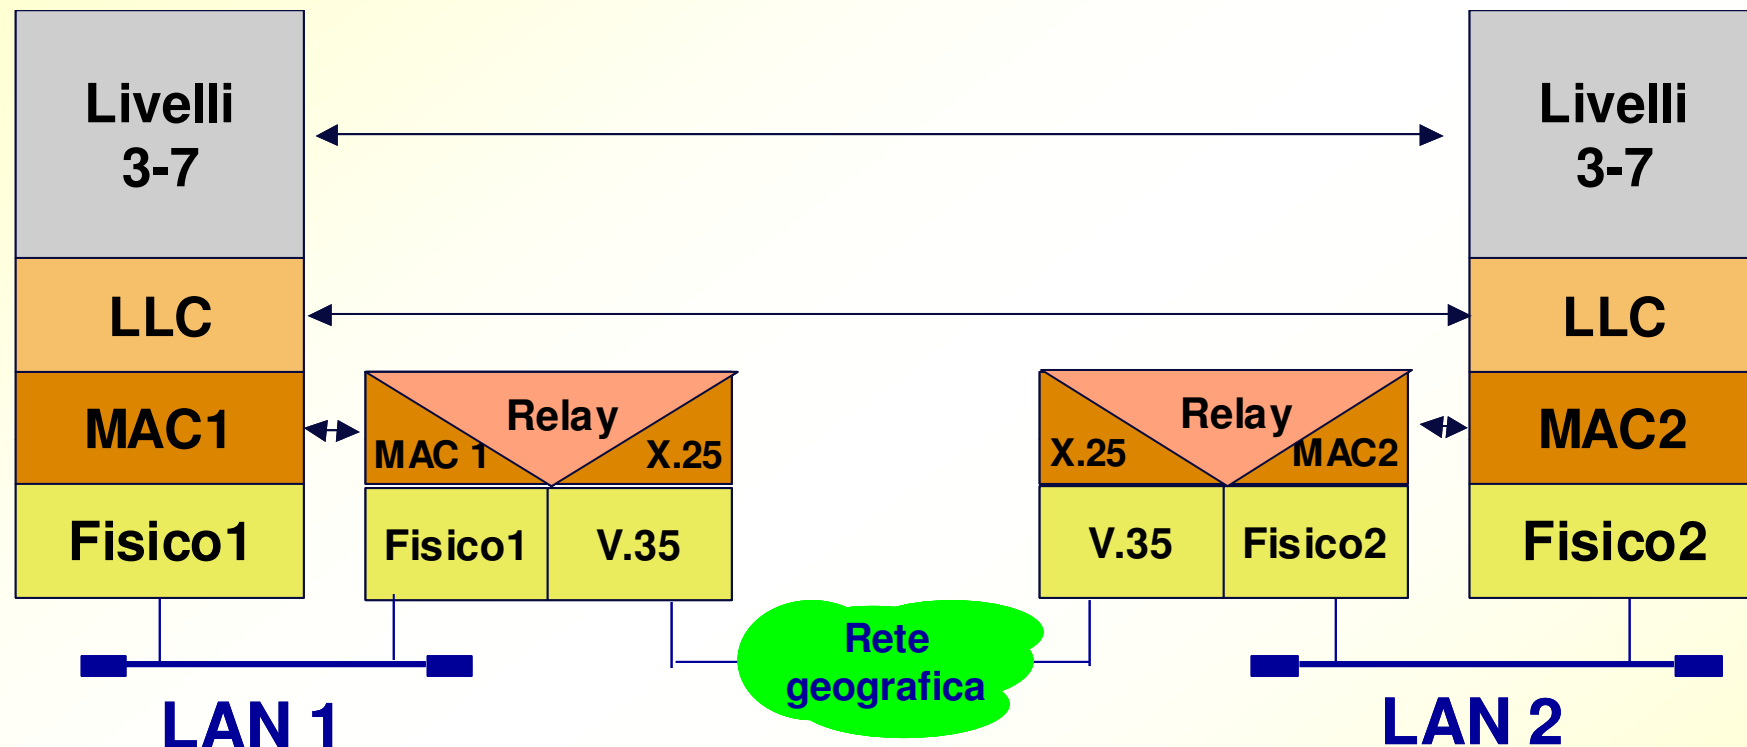 Livelli
3-7
LLC
MAC1
Fisico1
Relay
MAC 1
X.25
Fisico1
V.35
LAN 1
Rete
geografica
Relay
X.25
MAC2
V.35
Fisico2
Livelli
3-7
LLC
MAC2
Fisico2
LAN 2